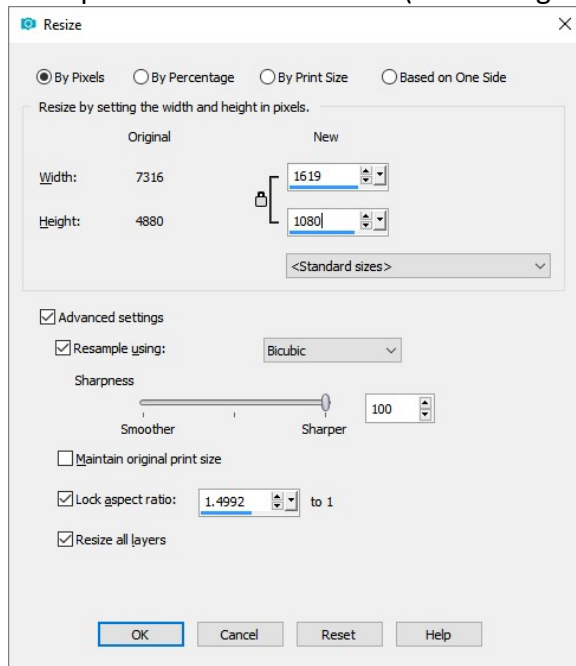 Resize
By Pixels By Percentage By Print Size Based on One Side
Resize by setting the width and height in pixels.
Original New
Width: 7316 1619
Height: 4880 1080
<Standard sizes>
Advanced settings
Resample using: Bicubic
Sharpness
100
Smoother Sharper
Maintain original print size
Lock aspect ratio: 1.4992 to 1
Resize all layers
OK Cancel Reset Help